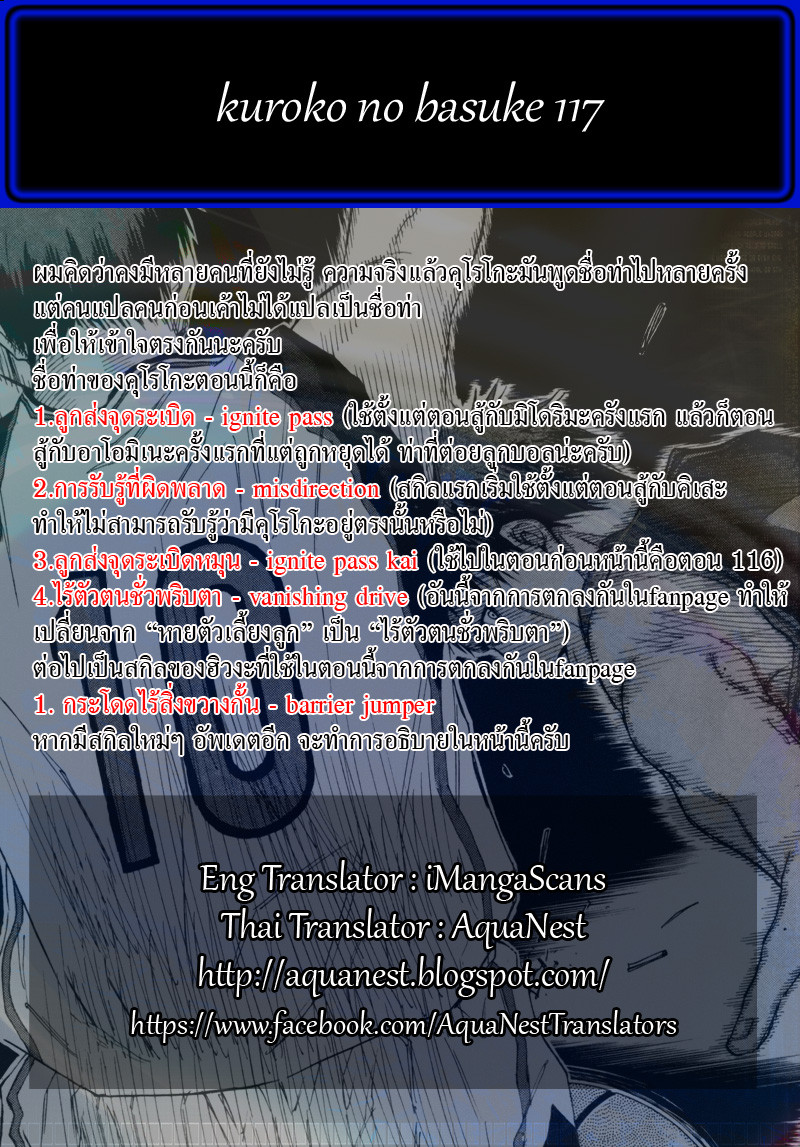 kuroko no basuke 117
ผมคิดว่าคงมีหลายคนที่ยังไม่รู้ ความจริงแล้วคุโรโกะมันพูดชื่อท่าไปหลายครั้ง
แต่คนแปลคนก่อนเค้าไม่ได้แปลเป็นชื่อท่า
เพื่อให้เข้าใจตรงกันนะครับ
ชื่อท่าของคุโรโกะตอนนี้ก็คือ
1.ลูกส่งจุดระเบิด - ignite pass (ใช้ตั้งแต่ตอนสู้กับมิโดริมะครั้งแรก แล้วก็ตอน
สู้กับอาโอมิเนะครั้งแรกที่แต่ถูกหยุดได้ ท่าที่ต่อยลูกบอลน่ะครับ)
2.การรับรู้ที่ผิดพลาด - misdirection (สกิลแรกเริ่มใช้ตั้งแต่ตอนสู้กับคิเสะ
ทำให้ไม่สามารถรับรู้ว่ามีคุโรโกะอยู่ตรงนั้นหรือไม่)
3.ลูกส่งจุดระเบิดหมุน - ignite pass kai (ใช้ไปในตอนก่อนหน้านี้คือตอน 116)
4.ไร้ตัวตนชั่วพริบตา - vanishing drive (อันนี้จากการตกลงกันในfanpage ทำให้
เปลี่ยนจาก “หายตัวเลี้ยงลูก” เป็น “ไร้ตัวตนชั่วพริบตา”)
ต่อไปเป็นสกิลของฮิวงะที่ใช้ในตอนนี้จากการตกลงกันในfanpage
1. กระโดดไร้สิ่งขวางกั้น - barrier jumper
หากมีสกิลใหม่ๆ อัพเดตอีก จะทำการอธิบายในหน้านี้ครับ
10
Eng Translator : iMangaScans
Thai Translator : AquaNest
http://aquanest.blogspot.com/
https://www.facebook.com/AquaNestTranslators